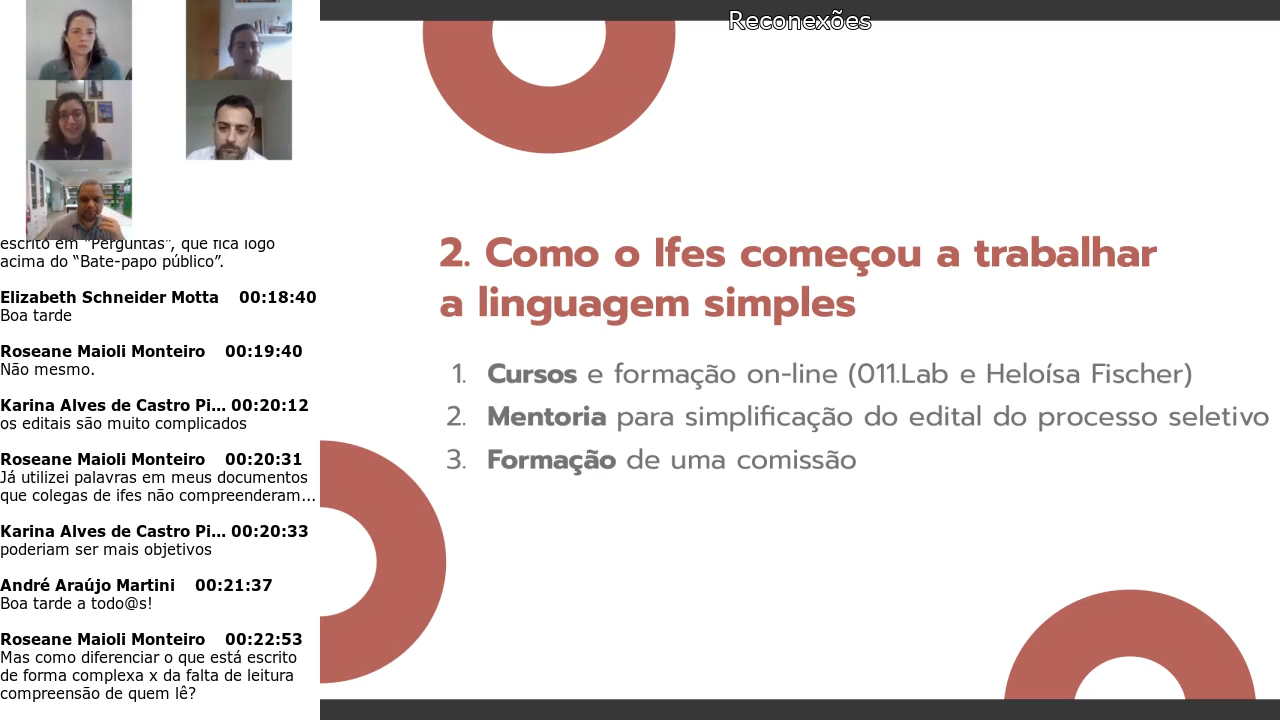 Reconexões
escrito em “Perguntas”, que fica logo
acima do “Bate-papo público”.
Elizabeth Schneider Motta 00:18:40
Boa tarde
Roseane Maioli Monteiro 00:19:40
Não mesmo.
Karina Alves de Castro Pi... 00:20:12
os editais são muito complicados
Roseane Maioli Monteiro 00:20:31
Já utilizei palavras em meus documentos
que colegas de ifes não compreenderam...
Karina Alves de Castro Pi... 00:20:33
poderiam ser mais objetivos
André Araújo Martini 00:21:37
Boa tarde a todo@s!
Roseane Maioli Monteiro 00:22:53
Mas como diferenciar o que está escrito
de forma complexa x da falta de leitura
compreensão de quem lê?
2. Como o Ifes começou a trabalhar
a linguagem simples
1. Cursos e formação on-line (011.Lab e Heloísa Fischer)
2. Mentoria para simplificação do edital do processo seletivo
3. Formação de uma comissão